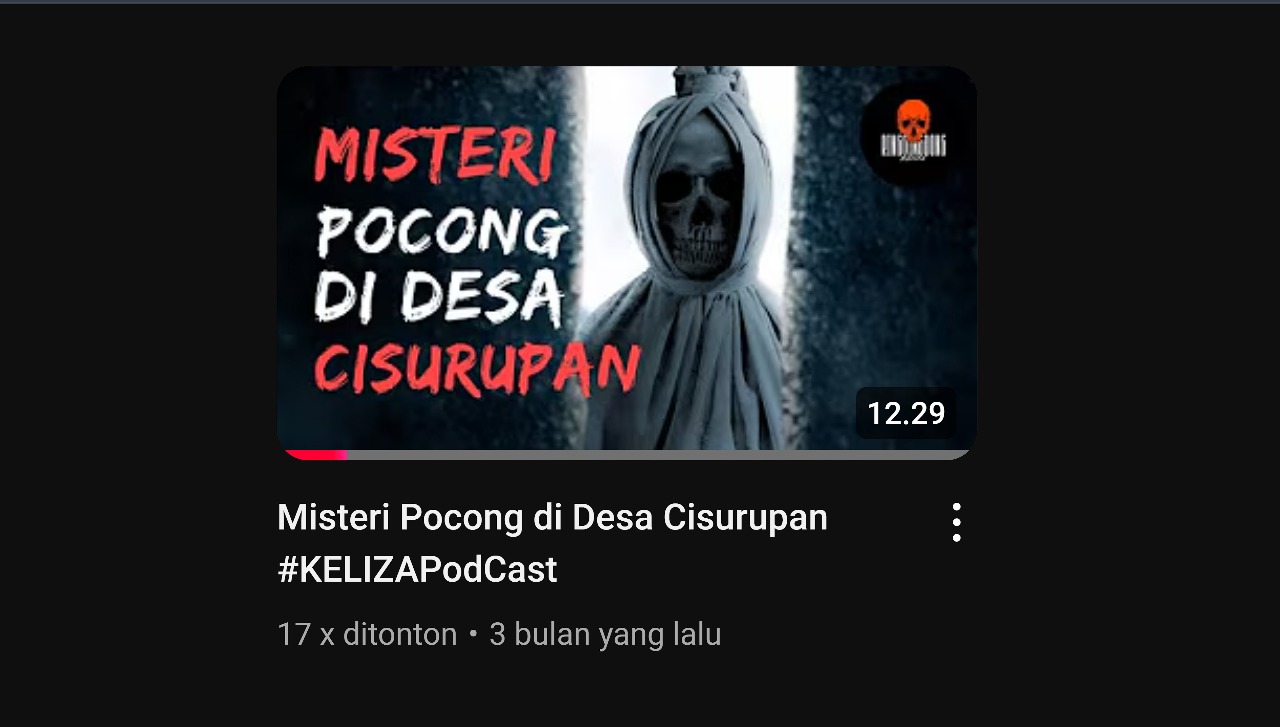 MISTERI
POCONG
DI DESA
CISURUPAN
12.29
Misteri Pocong di Desa Cisurupan
#KELIZAPodCast
17 x ditonton • 3 bulan yang lalu